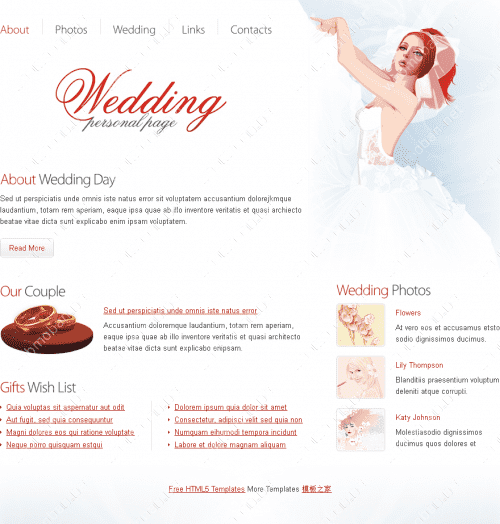 About
Photos
Wedding
Links
Contacts
Wedding
personal page
About Wedding Day
Sed ut perspiciatis unde omnis iste natus error sit voluptatem accusantium dolorejkmque
laudantium, totam rem aperiam, eaque ipsa quae ab illo inventore veritatis et quasi architecto
beatae vitae dicta sunt explicabo enim ipsam voluptatem.
Read More
Our Couple
Sed ut perspiciatis unde omnis iste natus error
Accusantium doloremque laudantium, totam rem aperiam,
eaque ipsa quae ab illo inventore veritatis et quasi architecto
beatae vitae dicta sunt explicabo enipsam.
Gifts Wish List
Quia voluptas sit aspernatur aut odit
Aut fugit, sed quia consequuntur
Magni dolores eos qui ratione voluptate
Neque porro quisquam estqui
Dolorem ipsum quia dolor sit amet
Consectetur, adipisci velit sed quia non
Numquam eihumodi tempora incidunt
Labore et dolore magnam aliquam
Wedding Photos
Flowers
At vero eos et accusamus etsto
sodio dignissimos ducimus.
Lily Thompson
Blanditiis praesentium voluptum
deleniti atque corrupti.
Katy Johnson
Molestiasodio dignissimos
ducimus quos dolores et
Free HTML5 Templates More Templates 模板之家